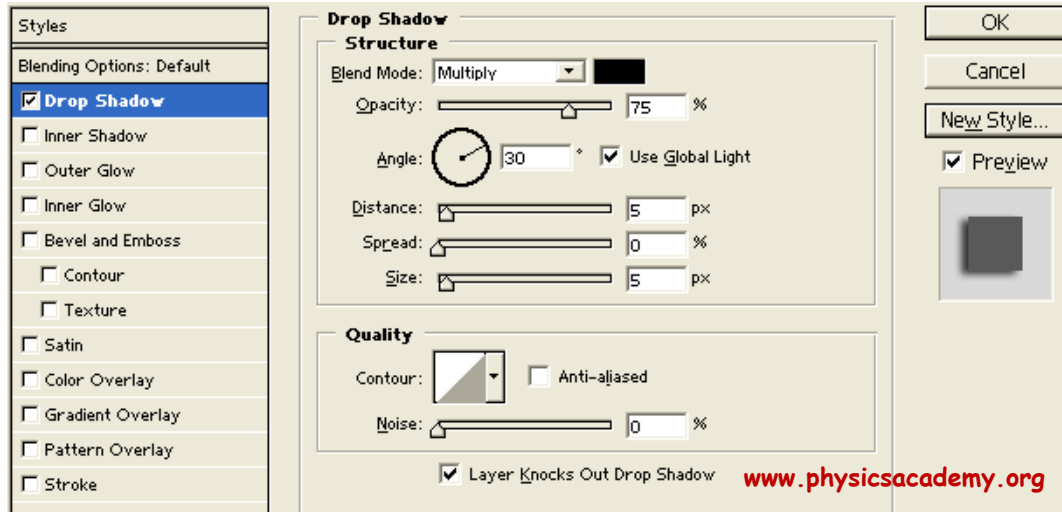 Styles
Blending Options: Default
Drop Shadow
Inner Shadow
Outer Glow
Inner Glow
Bevel and Emboss
Contour
Texture
Satin
Color Overlay
Gradient Overlay
Pattern Overlay
Stroke
Drop Shadow
Structure
Blend Mode: Multiply
Opacity: 75 %
Angle: 30 ° Use Global Light
Distance: 5 px
Spread: 0 %
Size: 5 px
Quality
Contour: Anti-aliased
Noise: 0 %
Layer Knocks Out Drop Shadow
OK
Cancel
New Style...
Preview
www.physicsacademy.org